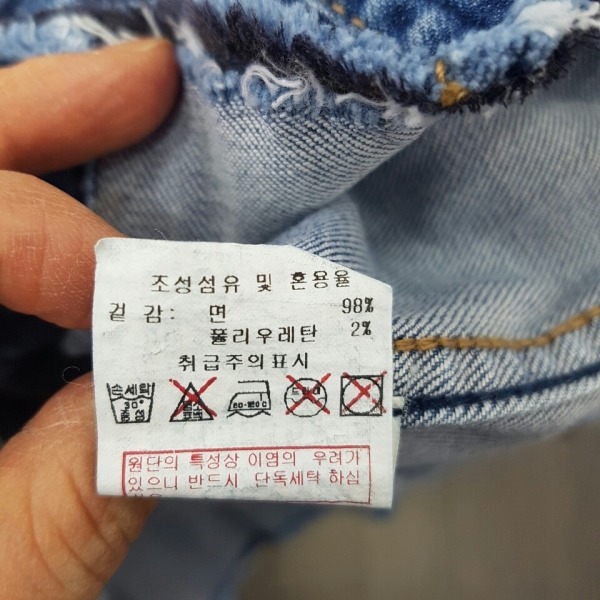 조성섬유 및 혼용율
겉 감: 면 98%
폴리우레탄 2%
취급주의표시
손세탁
30°
중성
80-120℃
원단의 특성상 이염의 우려가
있으니 반드시 단독세탁 하십